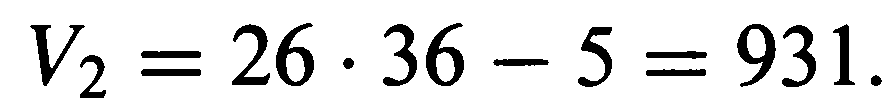 V₂ = 26 · 36 − 5 = 931.